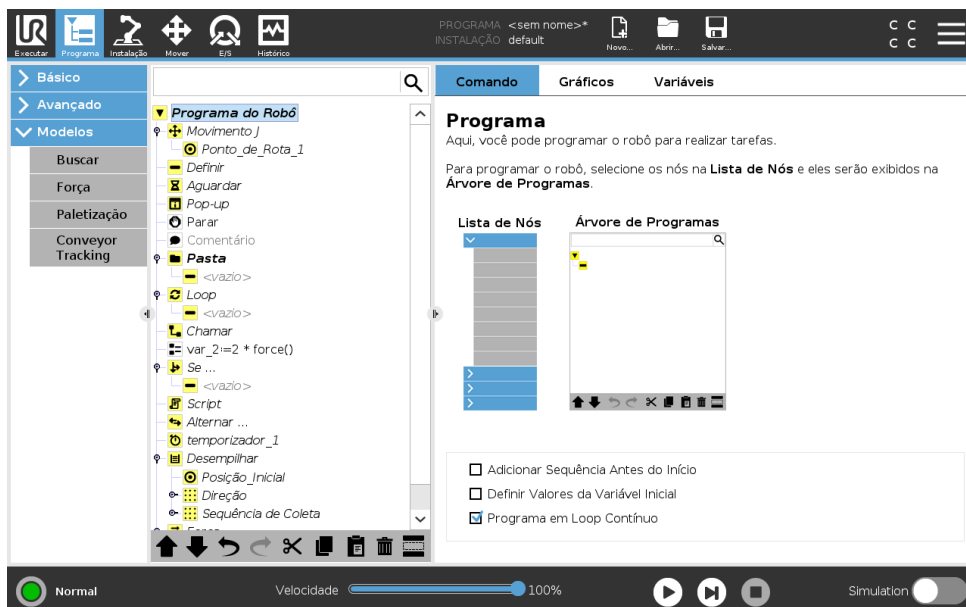 UR
Executar
Programa
Instalação
Mover
E/S
Histórico
PROGRAMA <sem nome>*
INSTALAÇÃO default
Novo...
Abrir...
Salvar...
C C
C C
Básico
Avançado
Modelos
Buscar
Força
Paletização
Conveyor
Tracking
Programa do Robô
Movimento J
Ponto_de_Rota_1
Definir
Aguardar
Pop-up
Parar
Comentário
Pasta
<vazio>
Loop
<vazio>
Chamar
var_2:=2 * force()
Se ...
<vazio>
Script
Alternar ...
temporizador_1
Desempilhar
Posição_Inicial
Direção
Sequência de Coleta
Força
Comando
Gráficos
Variáveis
Programa
Aqui, você pode programar o robô para realizar tarefas.
Para programar o robô, selecione os nós na Lista de Nós e eles serão exibidos na
Árvore de Programas.
Lista de Nós
Árvore de Programas
Adicionar Sequência Antes do Início
Definir Valores da Variável Inicial
Programa em Loop Contínuo
Normal
Velocidade
100%
Simulation